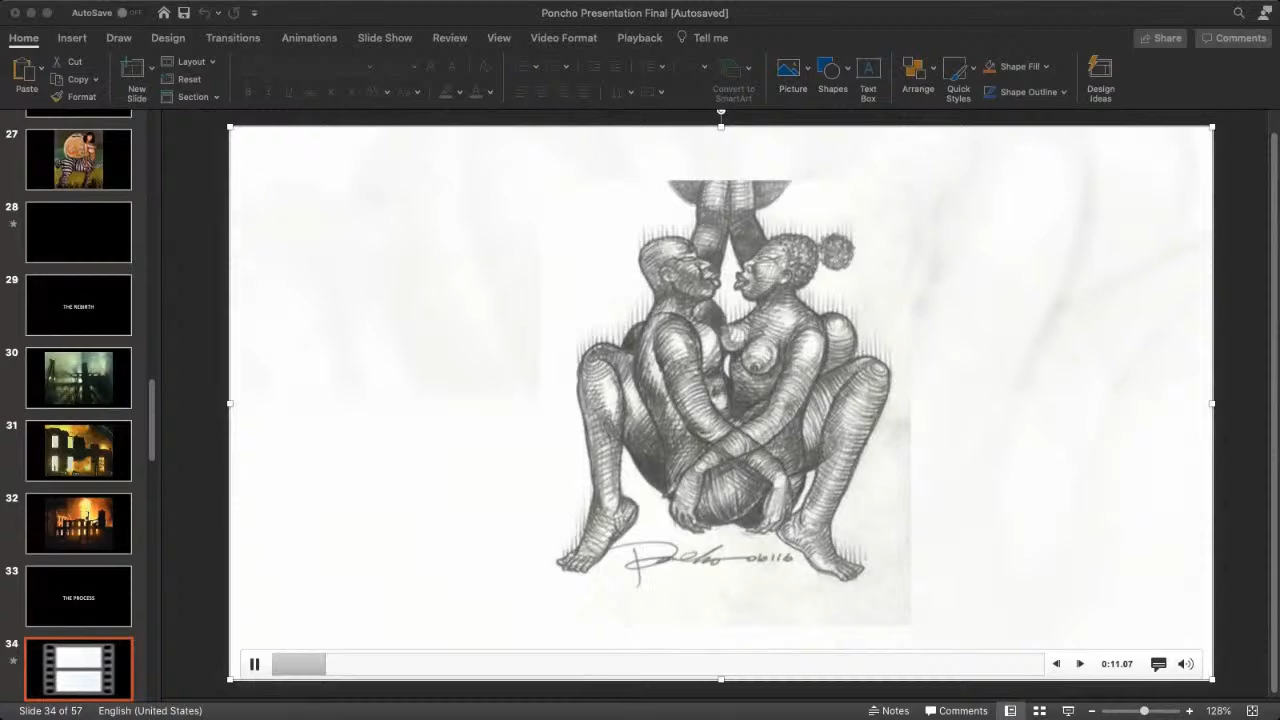 AutoSave OFF
Poncho Presentation Final [Autosaved]
Home Insert Draw Design Transitions Animations Slide Show Review View Video Format Playback Tell me
Share Comments
Paste
Cut
Copy
Format
New Slide
Layout
Reset
Section
Convert to SmartArt
Picture
Shapes
Text Box
Arrange
Quick Styles
Shape Fill
Shape Outline
Design Ideas
27
28
29
THE REBIRTH
30
31
32
33
THE PROCESS
34
Poncho 06116
0:11.07
Slide 34 of 57 English (United States)
Notes Comments 128%